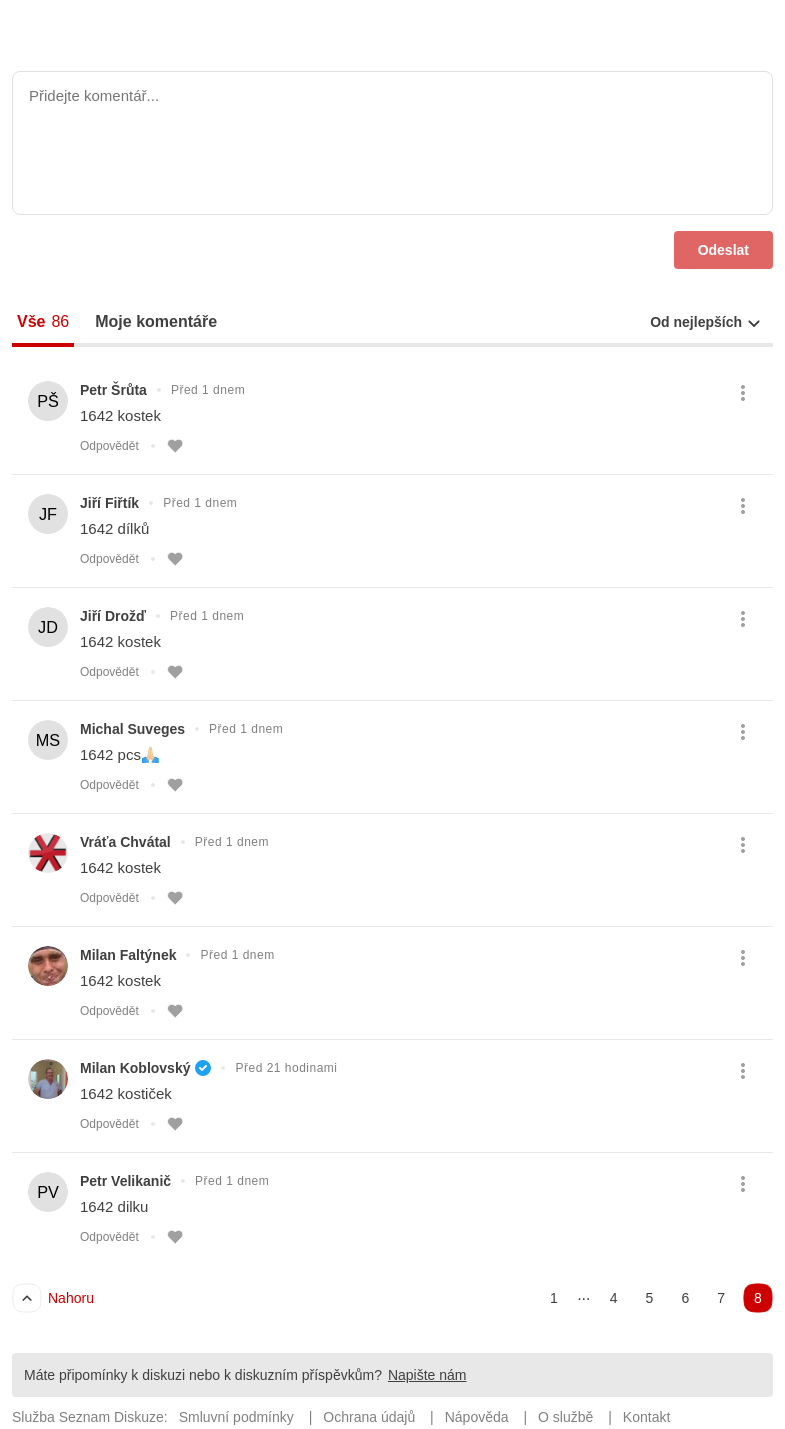 Přidejte komentář...
Odeslat
Vše 86 Moje komentáře Od nejlepších
PŠ Petr Šrůta Před 1 dnem
1642 kostek
Odpovědět
JF Jiří Fiřtík Před 1 dnem
1642 dílků
Odpovědět
JD Jiří Drožď Před 1 dnem
1642 kostek
Odpovědět
MS Michal Suveges Před 1 dnem
1642 pcs🙏🏻
Odpovědět
Vráťa Chvátal Před 1 dnem
1642 kostek
Odpovědět
Milan Faltýnek Před 1 dnem
1642 kostek
Odpovědět
Milan Koblovský Před 21 hodinami
1642 kostiček
Odpovědět
PV Petr Velikanič Před 1 dnem
1642 dilku
Odpovědět
Nahoru 1 ··· 4 5 6 7 8
Máte připomínky k diskuzi nebo k diskuzním příspěvkům? Napište nám
Služba Seznam Diskuze: Smluvní podmínky | Ochrana údajů | Nápověda | O službě | Kontakt